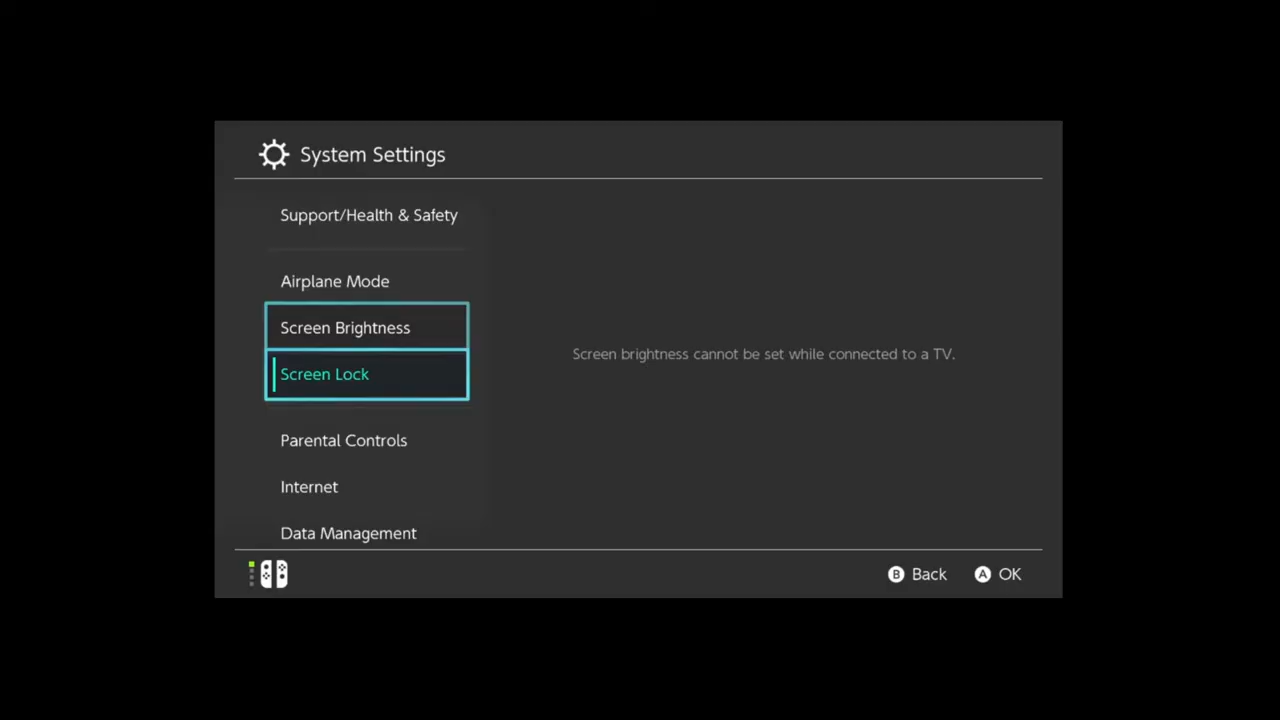 System Settings
Support/Health & Safety
Airplane Mode
Screen Brightness
Screen brightness cannot be set while connected to a TV.
Screen Lock
Parental Controls
Internet
Data Management
B Back A OK